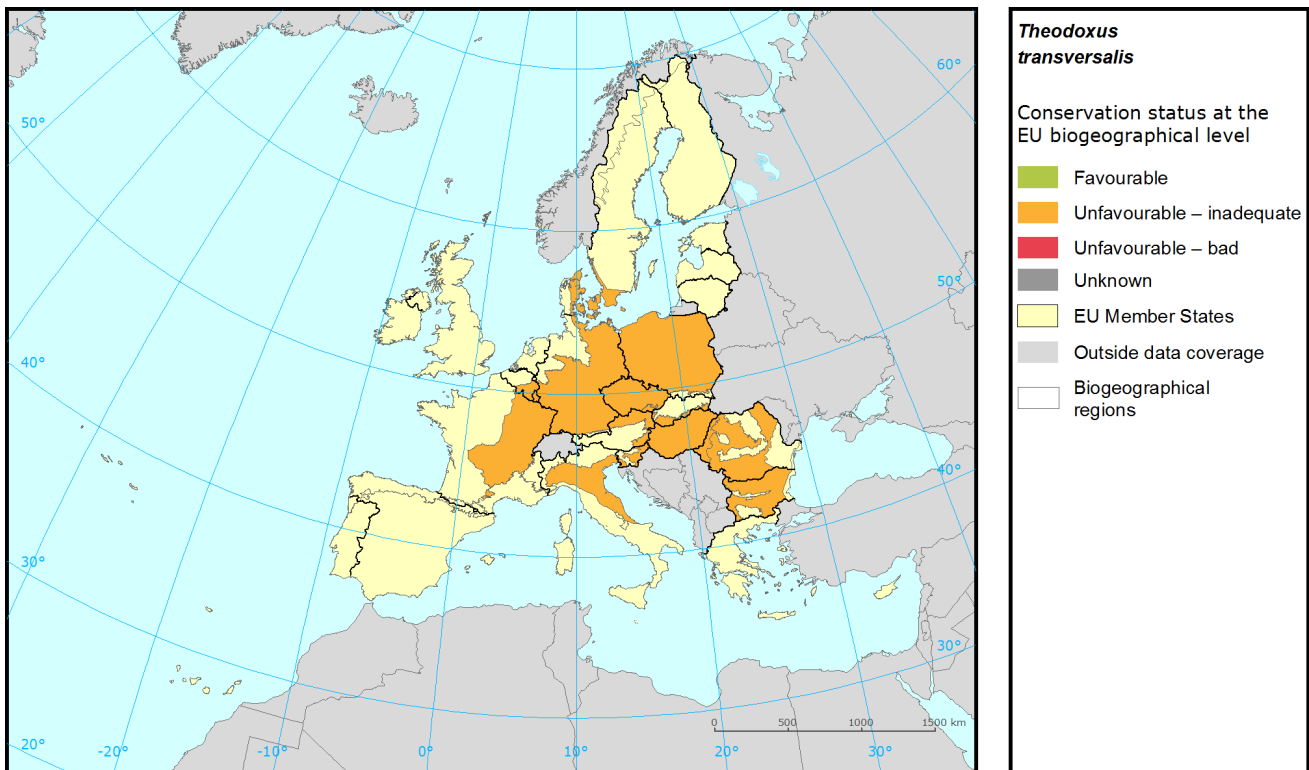 Theodoxus
transversalis
Conservation status at the
EU biogeographical level
Favourable
Unfavourable – inadequate
Unfavourable – bad
Unknown
EU Member States
Outside data coverage
Biogeographical
regions
60°
50°
50°
40°
40°
30°
30°
20°
-20°
-10°
0°
10°
20°
30°
0 500 1000 1500 km